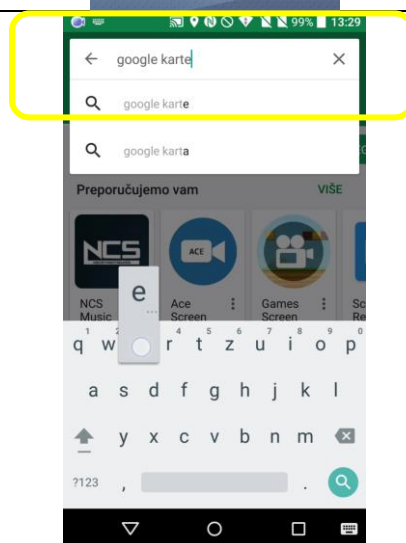 99% 13:29
google karte
google karte
google karta
Preporučujemo vam VIŠE
NCS ACE
NCS Music
Ace Screen
Games Screen
Sc Re
e
...
1 2 4 5 6 7 8 9 0
q w r t z u i o p
a s d f g h j k l
y x c v b n m
?123 , .